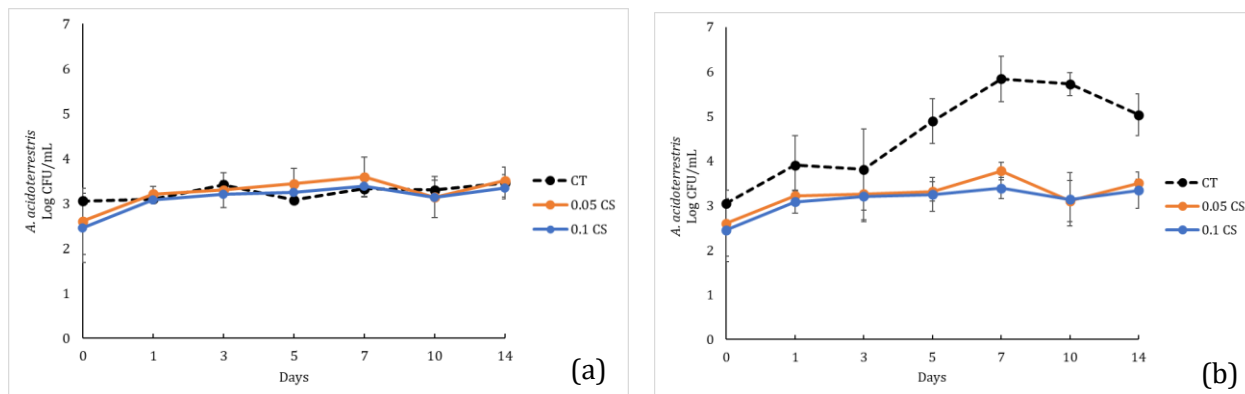 7
6
5
4
3
2
1
0
A. acidoterrestris
Log CFU/mL
0 1 3 5 7 10 14
Days
CT
0.05 CS
0.1 CS
(a)
7
6
5
4
3
2
1
0
A. acidoterrestris
Log CFU/mL
0 1 3 5 7 10 14
Days
CT
0.05 CS
0.1 CS
(b)